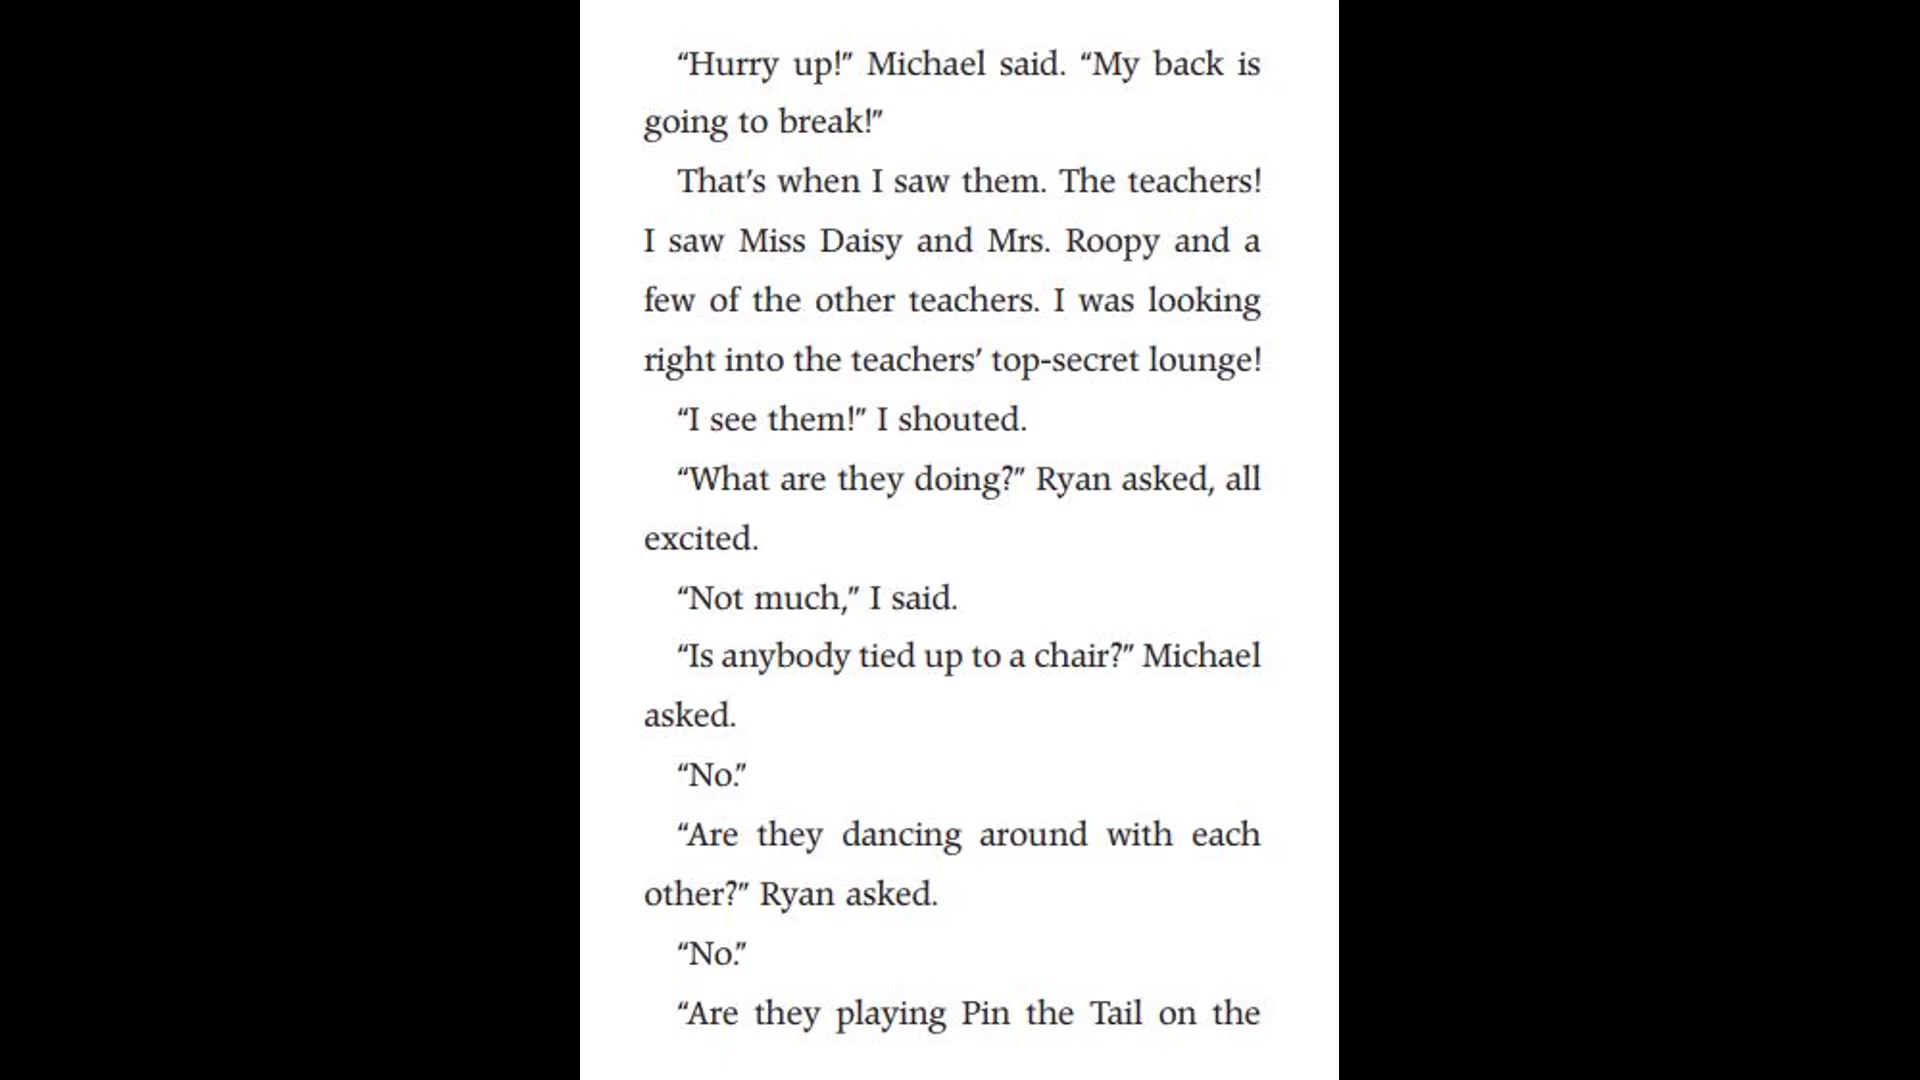 “Hurry up!” Michael said. “My back is
going to break!”
That’s when I saw them. The teachers!
I saw Miss Daisy and Mrs. Roopy and a
few of the other teachers. I was looking
right into the teachers’ top-secret lounge!
“I see them!” I shouted.
“What are they doing?” Ryan asked, all
excited.
“Not much,” I said.
“Is anybody tied up to a chair?” Michael
asked.
“No.”
“Are they dancing around with each
other?” Ryan asked.
“No.”
“Are they playing Pin the Tail on the